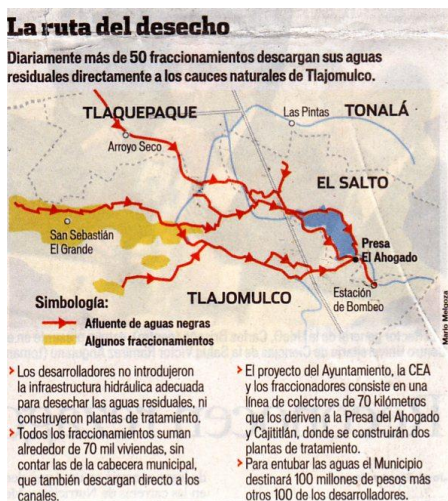 La ruta del desecho
Diariamente más de 50 fraccionamientos descargan sus aguas
residuales directamente a los cauces naturales de Tlajomulco.
TLAQUEPAQUE
Las Pintas
TONALÁ
Arroyo Seco
EL SALTO
San Sebastián
El Grande
Presa
El Ahogado
TLAJOMULCO
Estación
de Bombeo
Simbología:
Afluente de aguas negras
Algunos fraccionamientos
Mario Melgoza
> Los desarrolladores no introdujeron
la infraestructura hidráulica adecuada
para desechar las aguas residuales, ni
construyeron plantas de tratamiento.
> Todos los fraccionamientos suman
alrededor de 70 mil viviendas, sin
contar las de la cabecera municipal,
que también descargan directo a los
canales.
> El proyecto del Ayuntamiento, la CEA
y los fraccionadores consiste en una
línea de colectores de 70 kilómetros
que los deriven a la Presa del Ahogado
y Cajititlán, donde se construirán dos
plantas de tratamiento.
> Para entubar las aguas el Municipio
destinará 100 millones de pesos más
otros 100 de los desarrolladores.